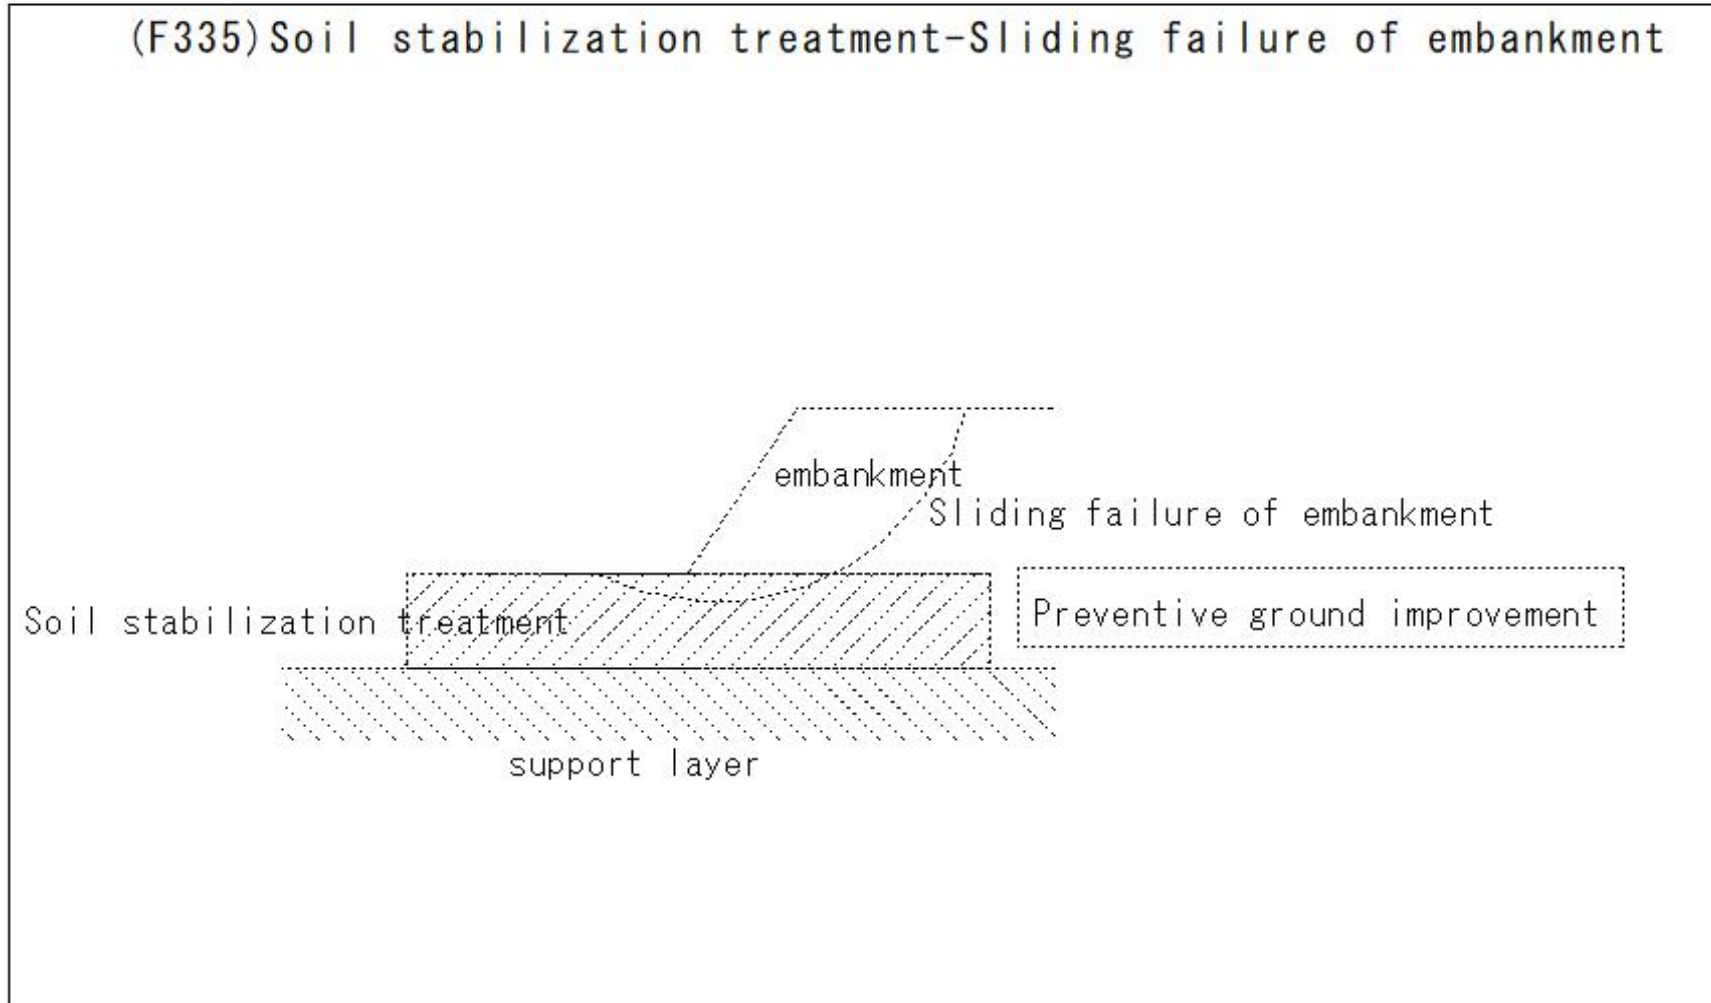 (F335)Soil stabilization treatment-Sliding failure of embankment
embankment
Sliding failure of embankment
Soil stabilization treatment
Preventive ground improvement
support layer